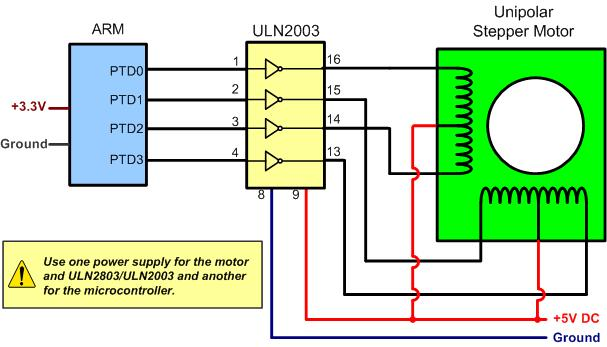 ARM
ULN2003
Unipolar
Stepper Motor
PTD0
PTD1
PTD2
PTD3
+3.3V
Ground
1
2
3
4
16
15
14
13
8
9
Use one power supply for the motor
and ULN2803/ULN2003 and another
for the microcontroller.
+5V DC
Ground